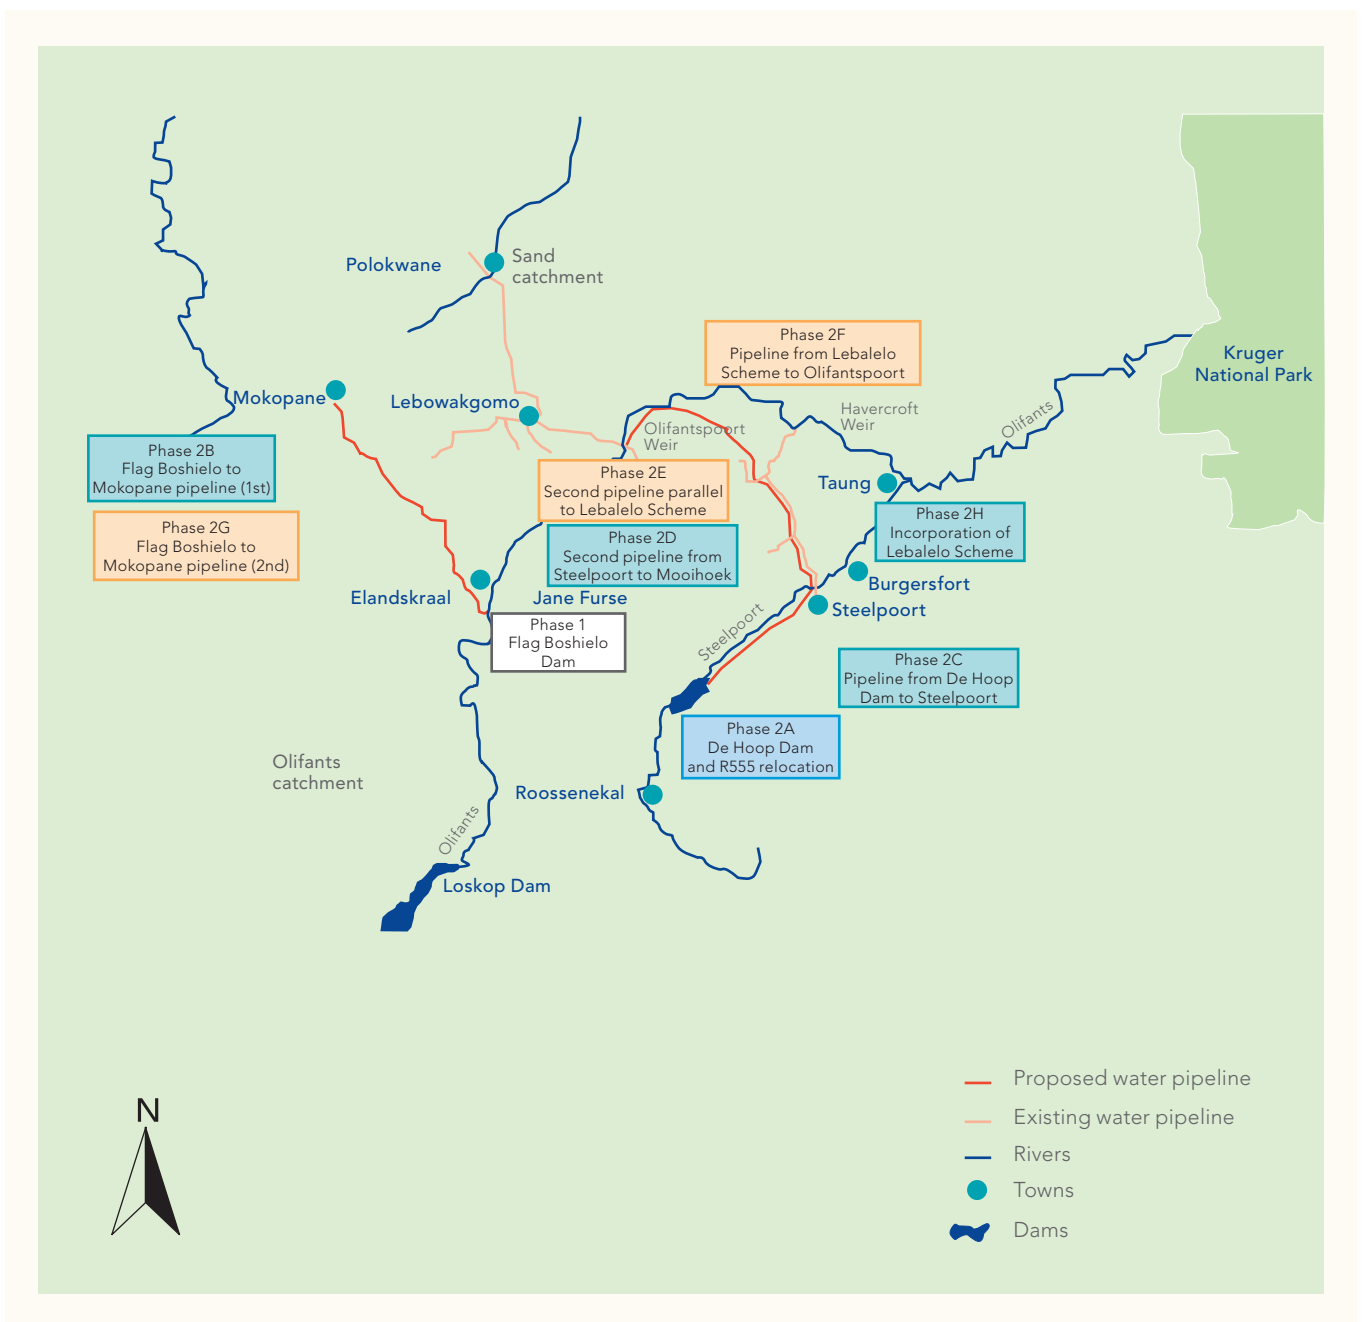 Polokwane
Sand
catchment
Phase 2F
Pipeline from Lebalelo
Scheme to Olifantspoort
Kruger
National Park
Mokopane
Lebowakgomo
Havercroft
Weir
Olifants
Olifantspoort
Weir
Phase 2B
Flag Boshielo to
Mokopane pipeline (1st)
Phase 2E
Second pipeline parallel
to Lebalelo Scheme
Taung
Phase 2G
Flag Boshielo to
Mokopane pipeline (2nd)
Phase 2H
Incorporation of
Lebalelo Scheme
Phase 2D
Second pipeline from
Steelpoort to Mooihoek
Burgersfort
Elandskraal
Jane Furse
Steelpoort
Phase 1
Flag Boshielo
Dam
Steelpoort
Phase 2C
Pipeline from De Hoop
Dam to Steelpoort
Phase 2A
De Hoop Dam
and R555 relocation
Olifants
catchment
Roossenekal
Olifants
Loskop Dam
N
Proposed water pipeline
Existing water pipeline
Rivers
Towns
Dams